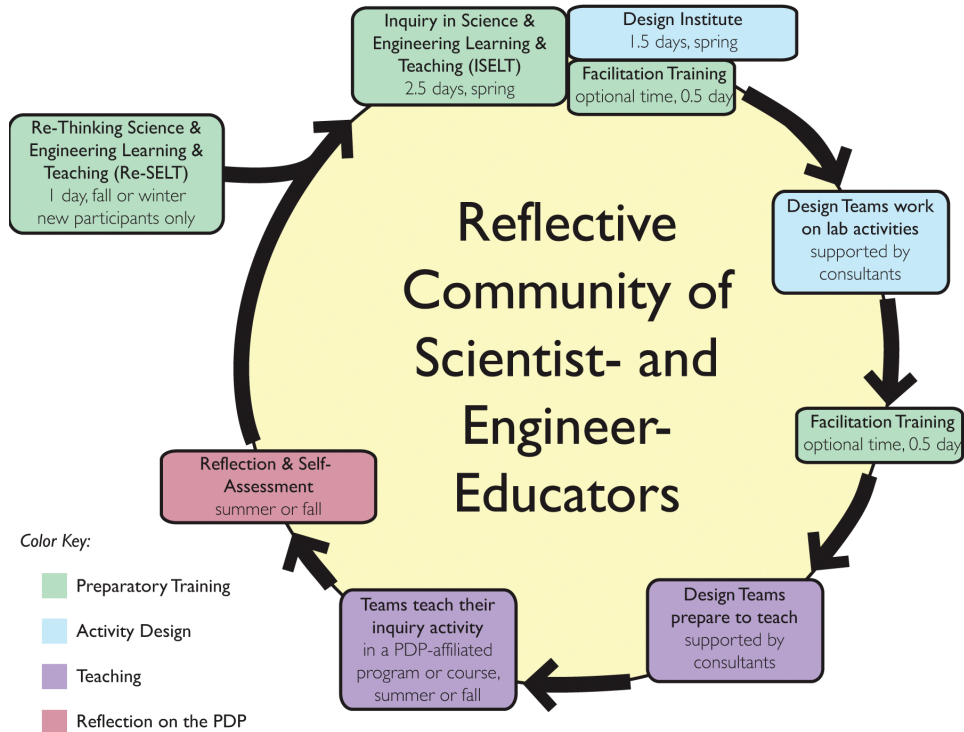 Inquiry in Science &
Engineering Learning &
Teaching (ISELT)
2.5 days, spring
Design Institute
1.5 days, spring
Facilitation Training
optional time, 0.5 day
Re-Thinking Science &
Engineering Learning &
Teaching (Re-SELT)
1 day, fall or winter
new participants only
Design Teams work
on lab activities
supported by
consultants
Reflective
Community of
Scientist- and
Engineer-
Educators
Facilitation Training
optional time, 0.5 day
Reflection & Self-
Assessment
summer or fall
Design Teams
prepare to teach
supported by
consultants
Teams teach their
inquiry activity
in a PDP-affiliated
program or course,
summer or fall
Color Key:
Preparatory Training
Activity Design
Teaching
Reflection on the PDP